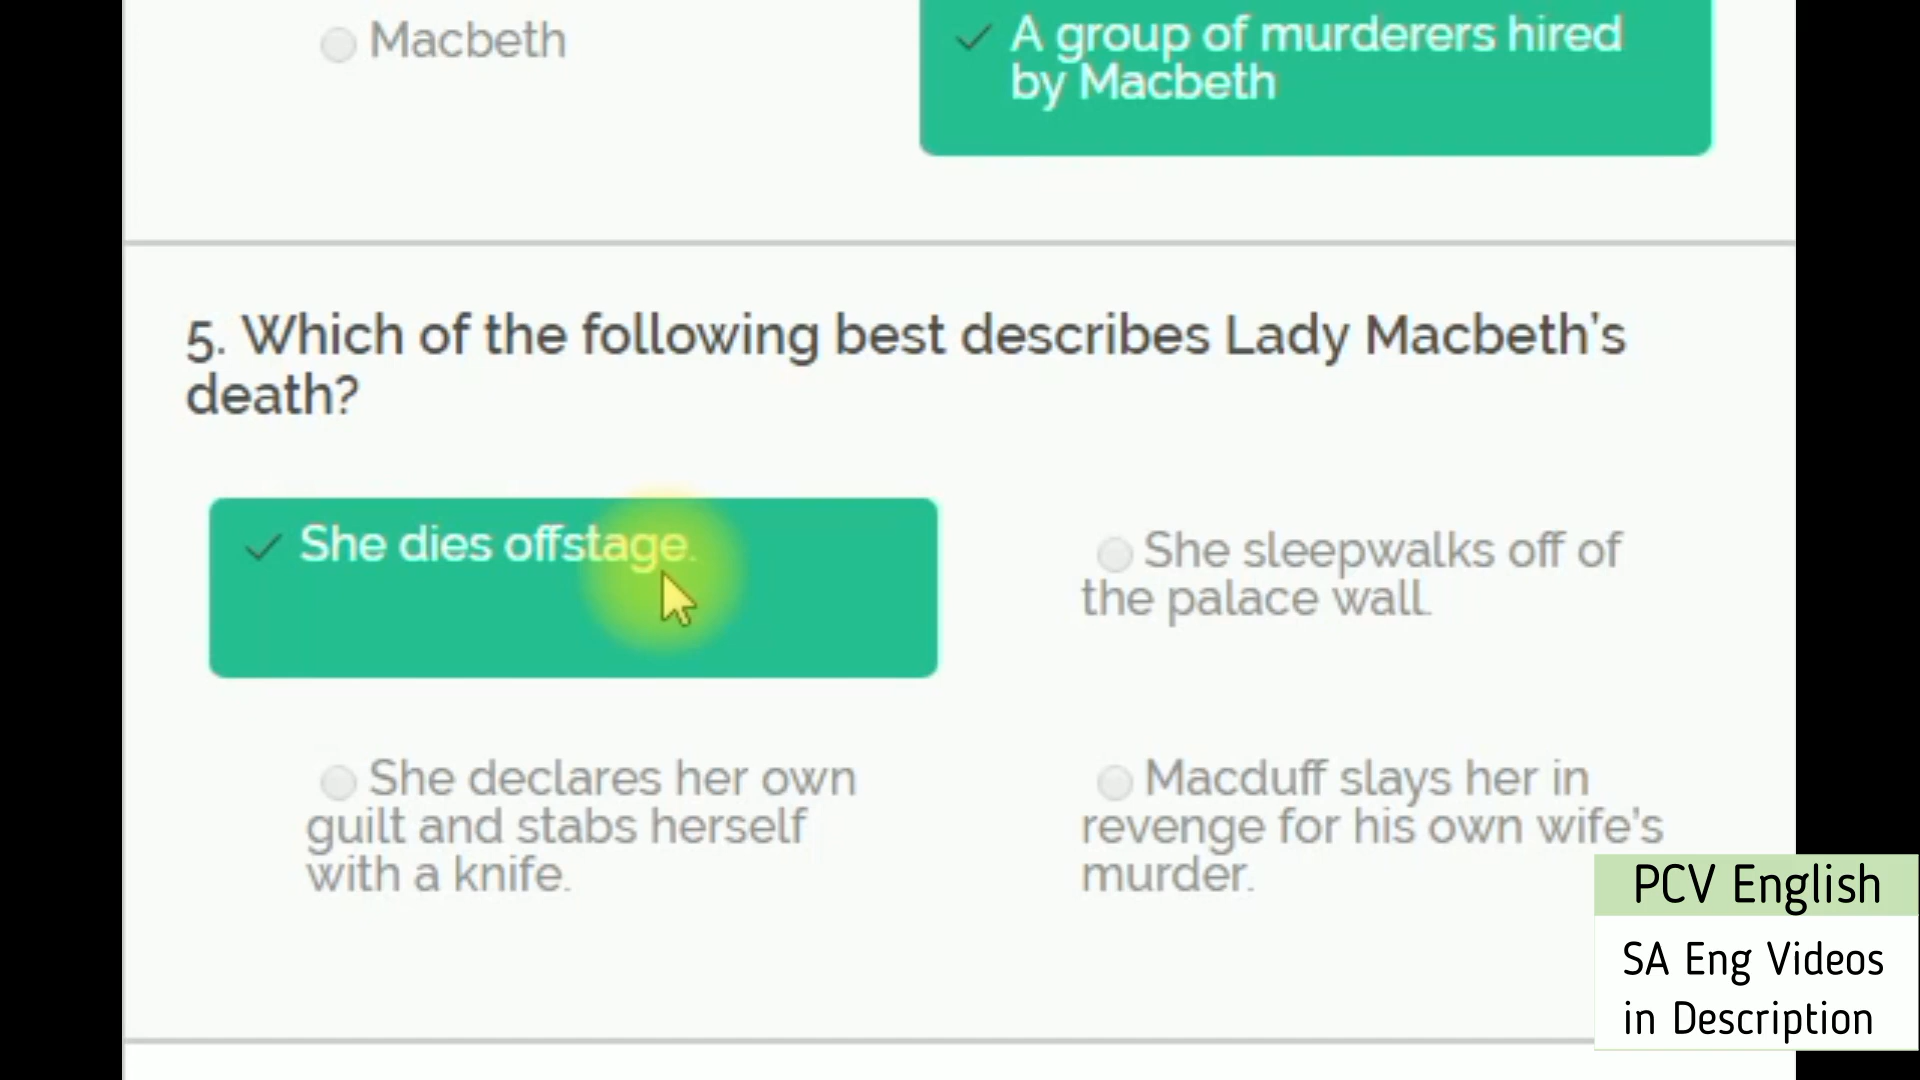 Macbeth
A group of murderers hired
by Macbeth
5. Which of the following best describes Lady Macbeth's
death?
She dies offstage.
She sleepwalks off of
the palace wall.
She declares her own
guilt and stabs herself
with a knife.
Macduff slays her in
revenge for his own wife's
murder.
PCV English
SA Eng Videos
in Description